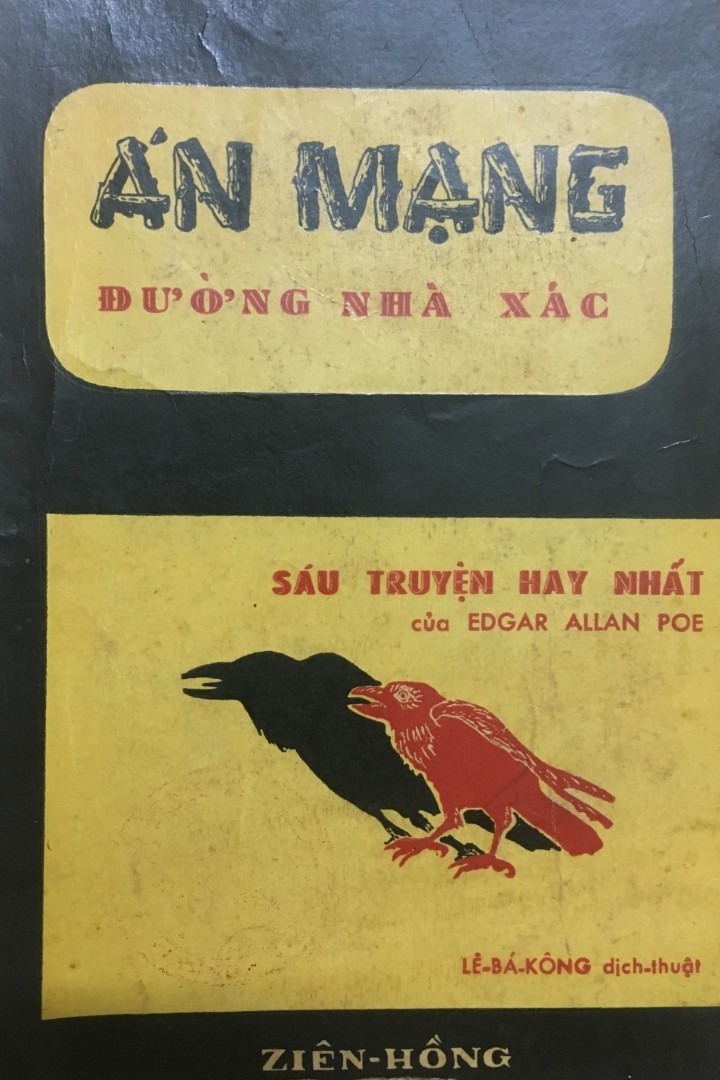 ÁN MẠNG
ĐƯỜNG NHÀ XÁC
SÁU TRUYỆN HAY NHẤT
của EDGAR ALLAN POE
LÊ-BÁ-KÔNG dịch-thuật
ZIÊN-HỒNG